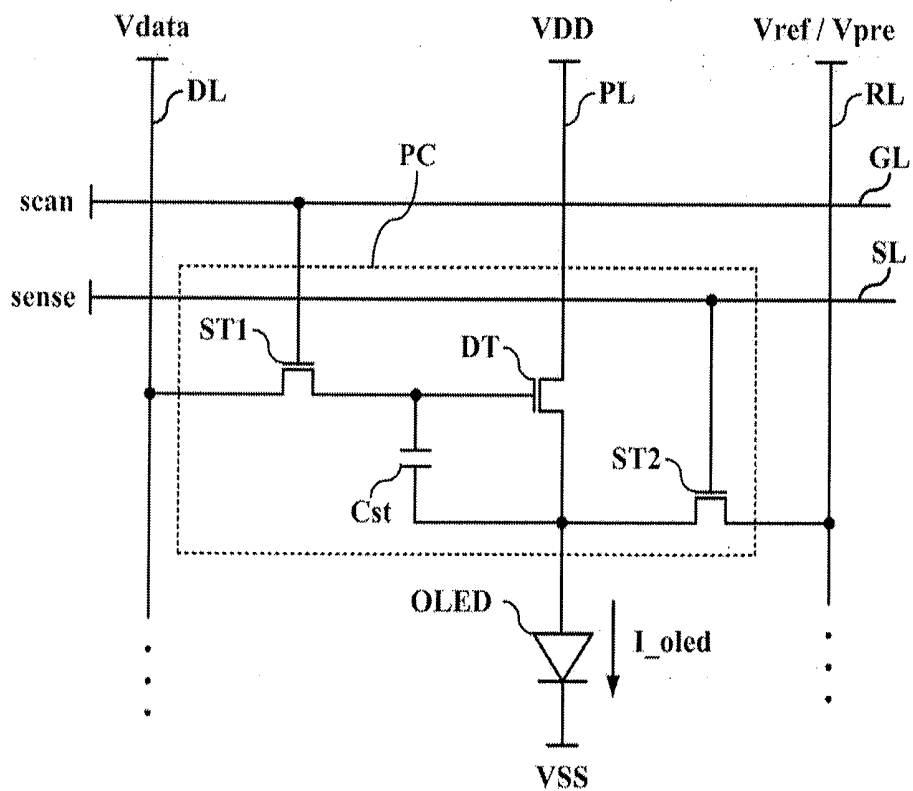 Vdata
VDD
Vref / Vpre
DL
PL
RL
PC
GL
scan
SL
sense
ST1
DT
ST2
Cst
OLED
I_oled
VSS